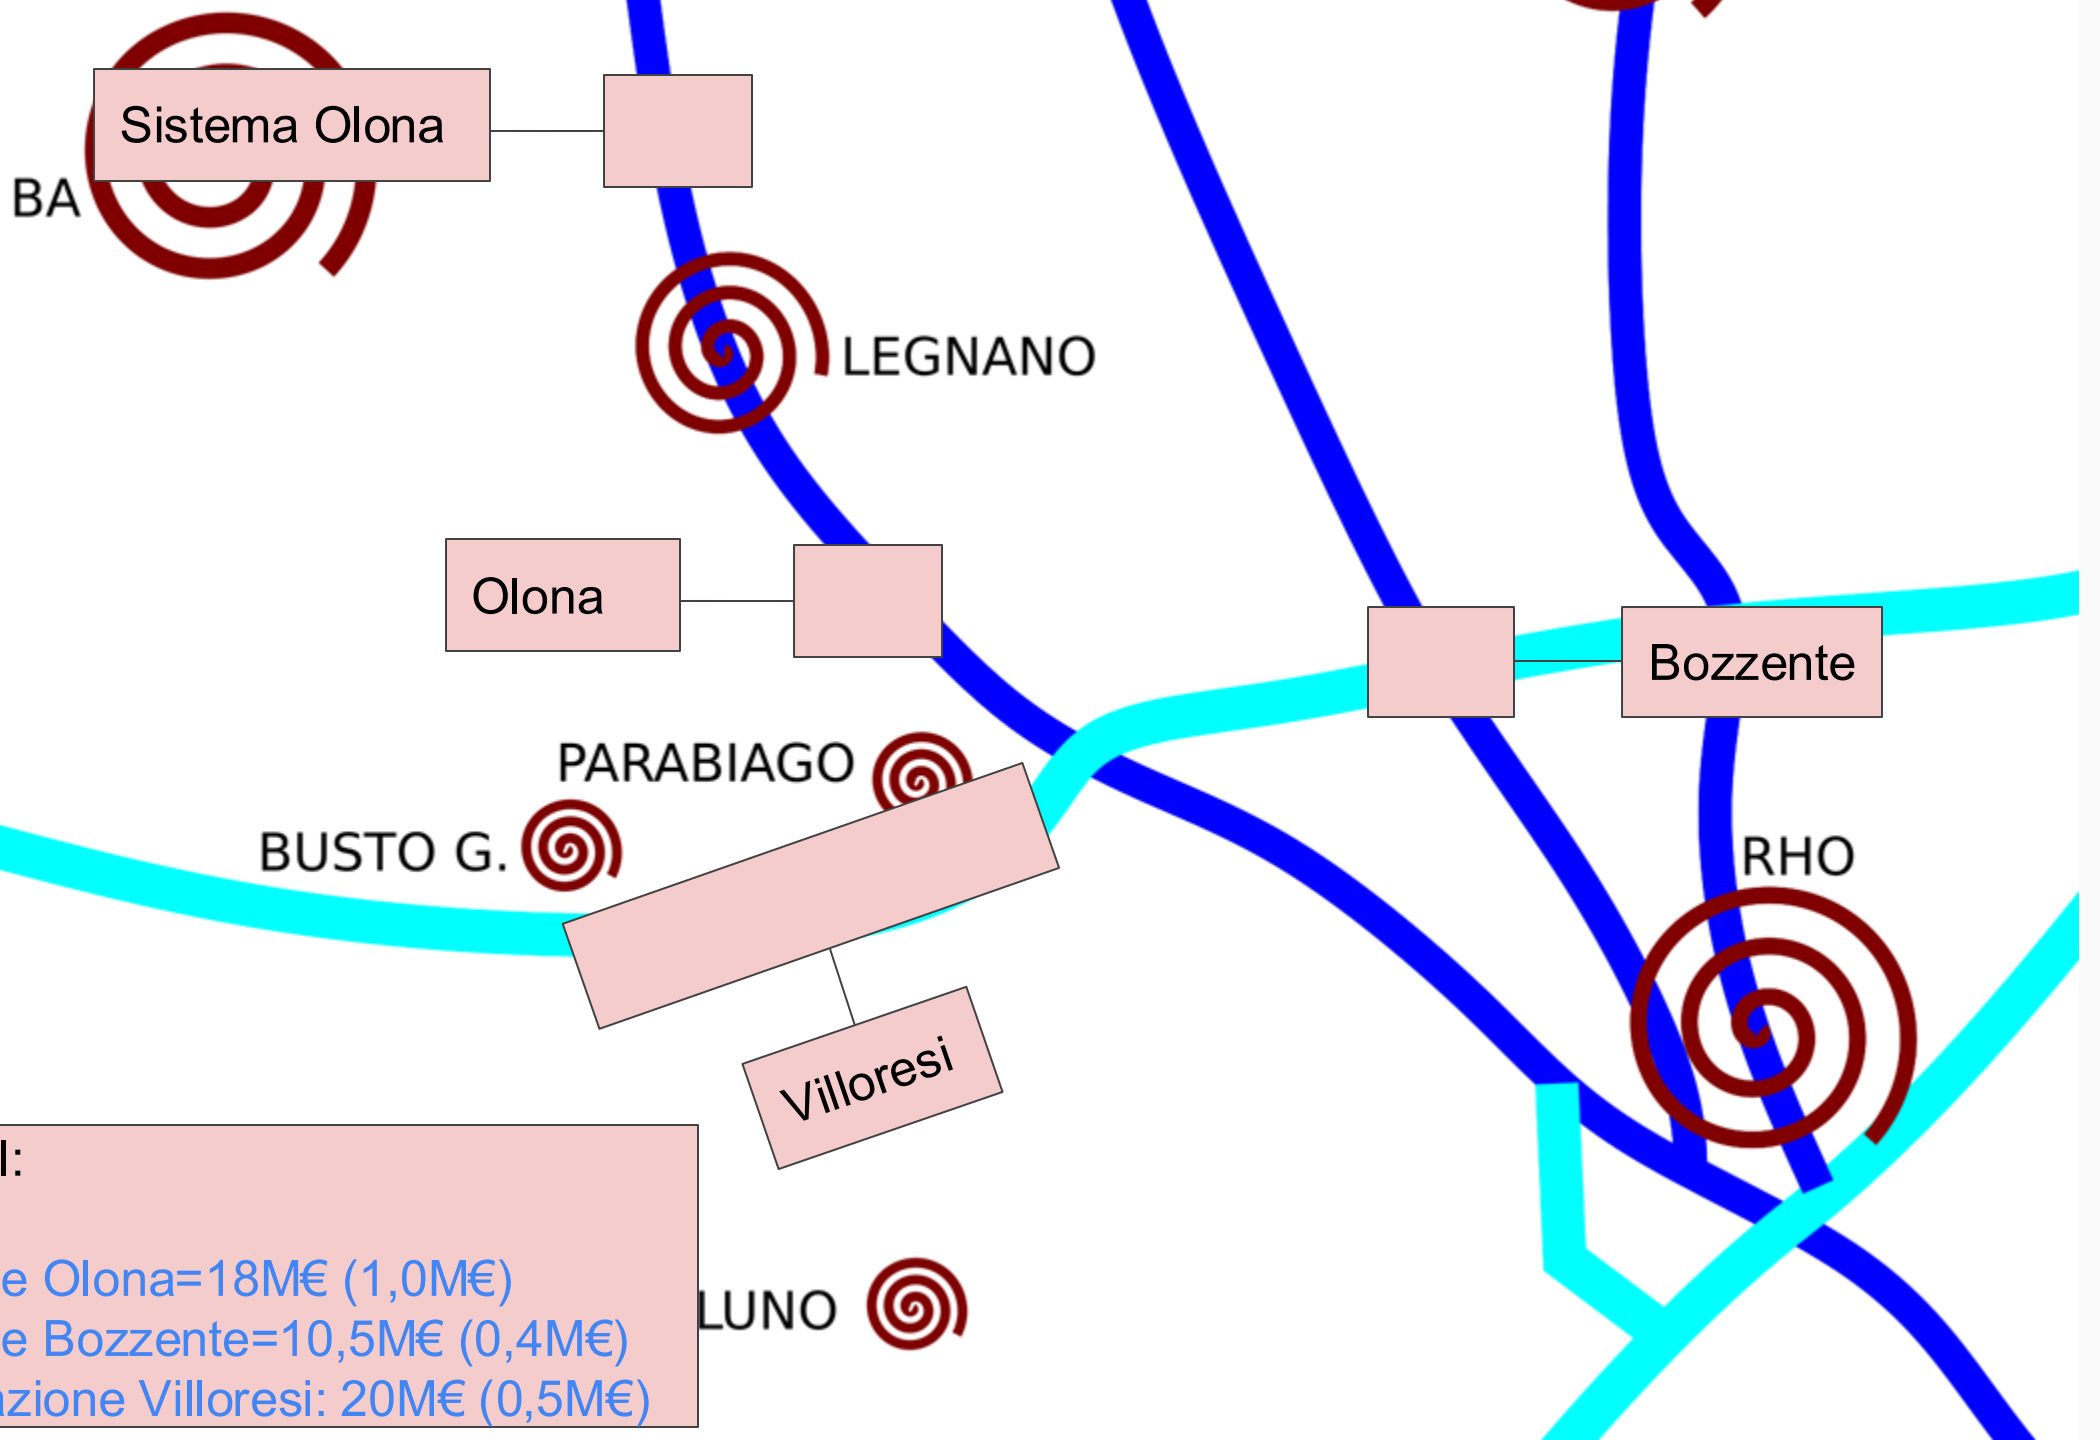 Sistema Olona
BA
LEGNANO
Olona
Bozzente
PARABIAGO
BUSTO G.
RHO
Villoresi
l:
e Olona=18M€ (1,0M€)
e Bozzente=10,5M€ (0,4M€)
azione Villoresi: 20M€ (0,5M€)
LUNO